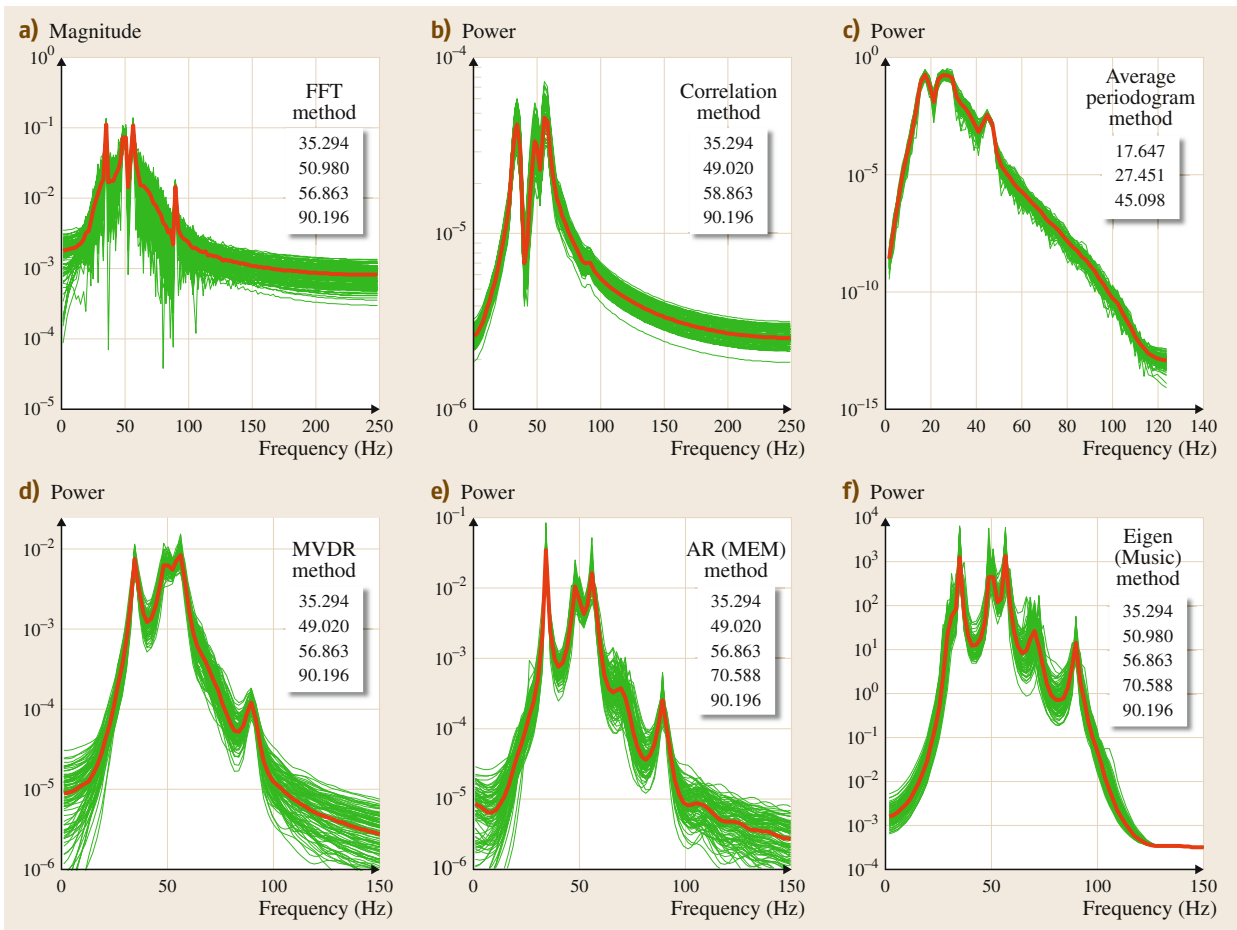 a) Magnitude
10^0
10^-1
10^-2
10^-3
10^-4
10^-5
0 50 100 150 200 250
Frequency (Hz)
FFT
method
35.294
50.980
56.863
90.196
b) Power
10^-4
10^-5
10^-6
0 50 100 150 200 250
Frequency (Hz)
Correlation
method
35.294
49.020
58.863
90.196
c) Power
10^0
10^-5
10^-10
10^-15
0 20 40 60 80 100 120 140
Frequency (Hz)
Average
periodogram
method
17.647
27.451
45.098
d) Power
10^-2
10^-3
10^-4
10^-5
10^-6
0 50 100 150
Frequency (Hz)
MVDR
method
35.294
49.020
56.863
90.196
e) Power
10^-1
10^-2
10^-3
10^-4
10^-5
10^-6
0 50 100 150
Frequency (Hz)
AR (MEM)
method
35.294
49.020
56.863
70.588
90.196
f) Power
10^4
10^3
10^2
10^1
10^0
10^-1
10^-2
10^-3
10^-4
0 50 100 150
Frequency (Hz)
Eigen
(Music)
method
35.294
50.980
56.863
70.588
90.196